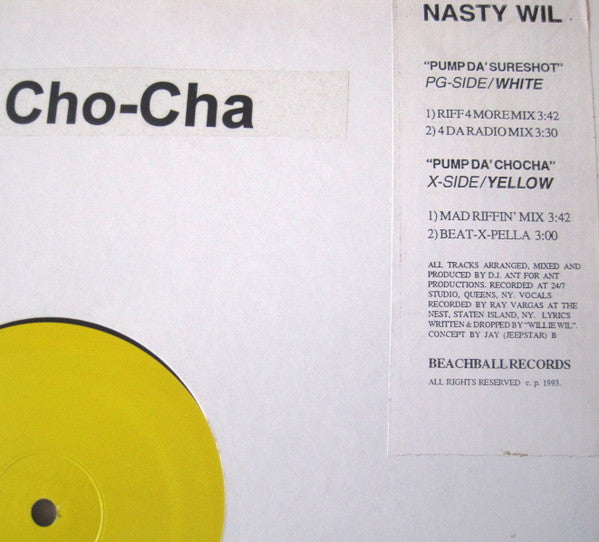 Cho-Cha
NASTY WIL
"PUMP DA' SURESHOT"
PG-SIDE/WHITE
1) RIFF 4 MORE MIX 3:42
2) 4 DA RADIO MIX 3:30
"PUMP DA' CHOCHA"
X-SIDE/YELLOW
1) MAD RIFFIN' MIX 3:42
2) BEAT-X-PELLA 3:00
ALL TRACKS ARRANGED, MIXED AND
PRODUCED BY D.J. ANT FOR ANT
PRODUCTIONS. RECORDED AT 24/7
STUDIO, QUEENS, NY. VOCALS
RECORDED BY RAY VARGAS AT THE
NEST, STATEN ISLAND, NY. LYRICS
WRITTEN & DROPPED BY "WILLIE WIL".
CONCEPT BY JAY (JEEPSTAR) B
BEACHBALL RECORDS
ALL RIGHTS RESERVED c. p. 1993.